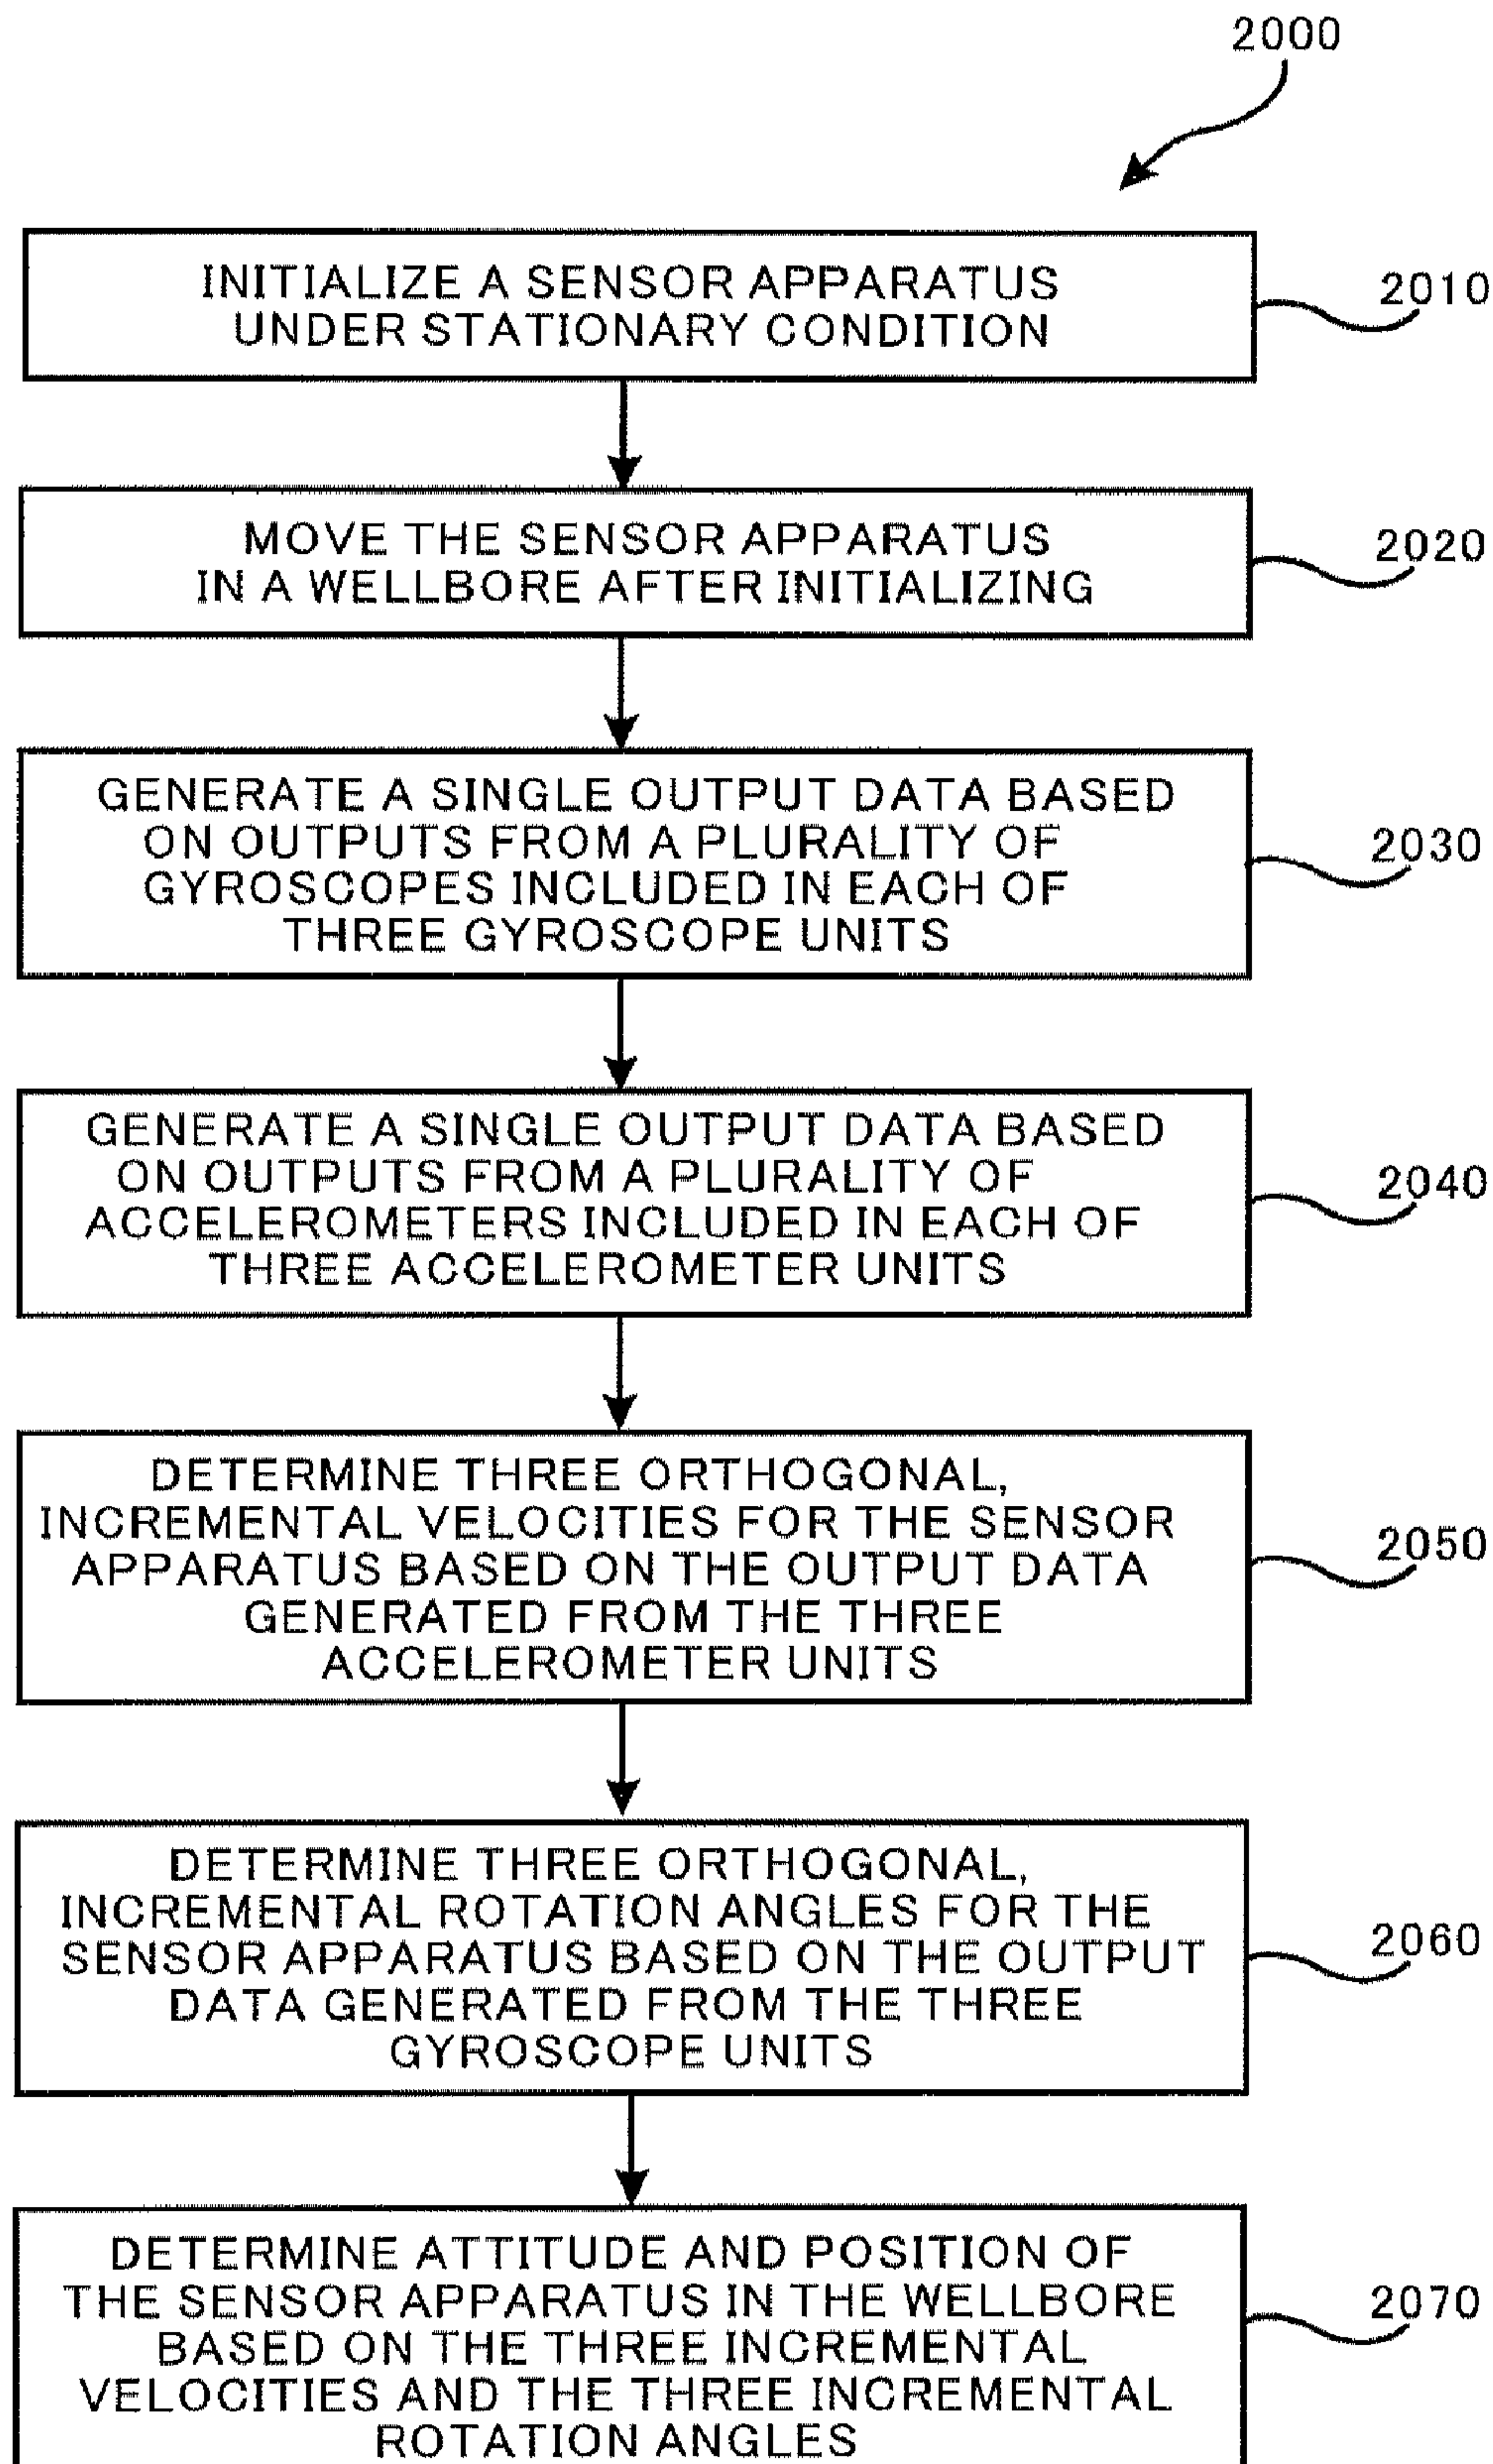 2000
INITIALIZE A SENSOR APPARATUS
UNDER STATIONARY CONDITION
2010
MOVE THE SENSOR APPARATUS
IN A WELLBORE AFTER INITIALIZING
2020
GENERATE A SINGLE OUTPUT DATA BASED
ON OUTPUTS FROM A PLURALITY OF
GYROSCOPES INCLUDED IN EACH OF
THREE GYROSCOPE UNITS
2030
GENERATE A SINGLE OUTPUT DATA BASED
ON OUTPUTS FROM A PLURALITY OF
ACCELEROMETERS INCLUDED IN EACH OF
THREE ACCELEROMETER UNITS
2040
DETERMINE THREE ORTHOGONAL,
INCREMENTAL VELOCITIES FOR THE SENSOR
APPARATUS BASED ON THE OUTPUT DATA
GENERATED FROM THE THREE
ACCELEROMETER UNITS
2050
DETERMINE THREE ORTHOGONAL,
INCREMENTAL ROTATION ANGLES FOR THE
SENSOR APPARATUS BASED ON THE OUTPUT
DATA GENERATED FROM THE THREE
GYROSCOPE UNITS
2060
DETERMINE ATTITUDE AND POSITION OF
THE SENSOR APPARATUS IN THE WELLBORE
BASED ON THE THREE INCREMENTAL
VELOCITIES AND THE THREE INCREMENTAL
ROTATION ANGLES
2070